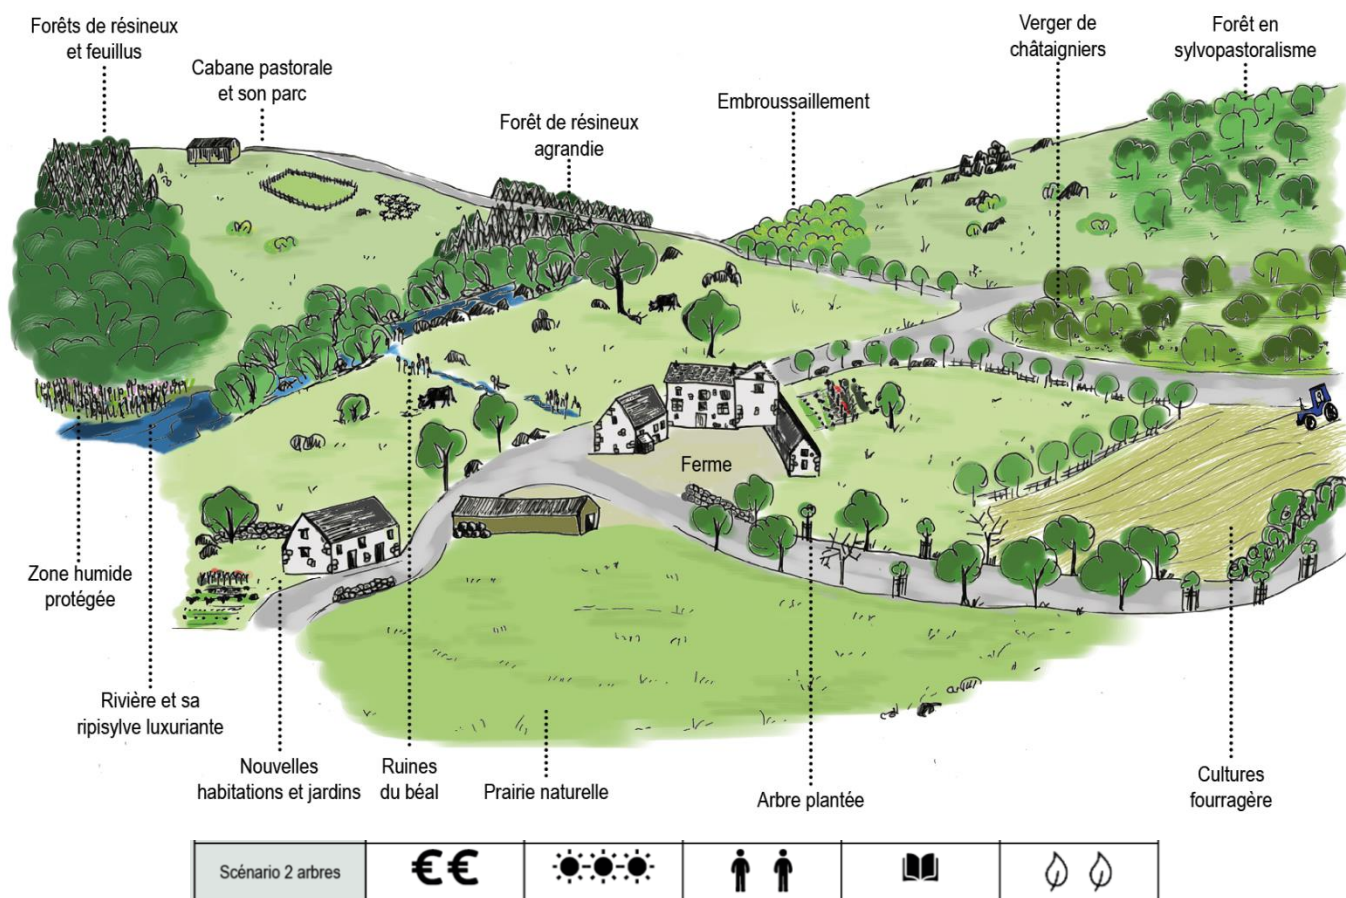 Forêts de résineux
et feuillus
Cabane pastorale
et son parc
Forêt de résineux
agrandie
Embroussaillement
Verger de
châtaigniers
Forêt en
sylvopastoralisme
Ferme
Zone humide
protégée
Rivière et sa
ripisylve luxuriante
Nouvelles
habitations et jardins
Ruines
du béal
Prairie naturelle
Arbre plantée
Cultures
fourragère
Scénario 2 arbres
€€